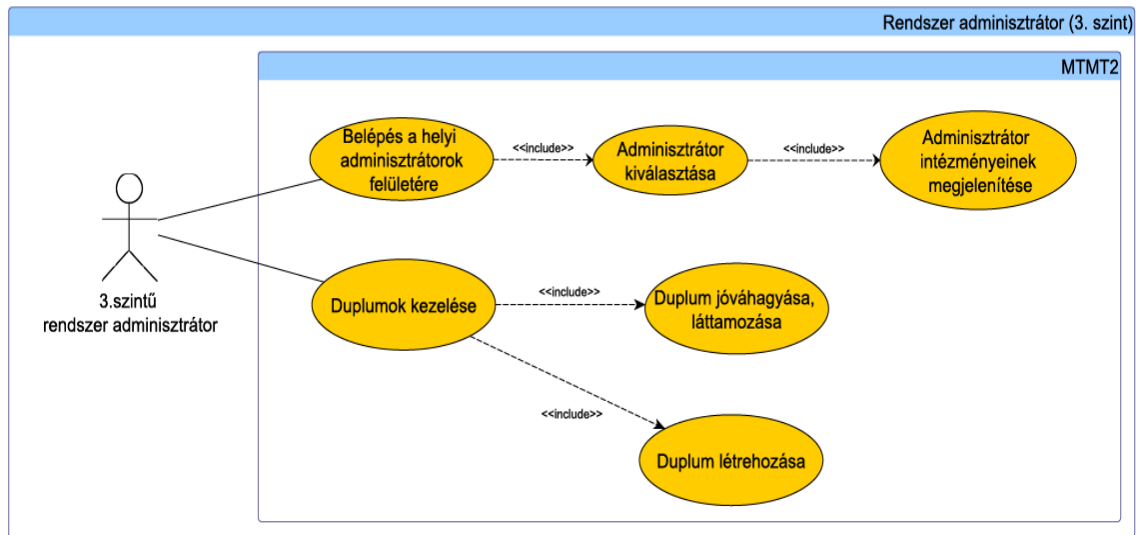 Rendszer adminisztrátor (3. szint)
MTMT2
Belépés a helyi
adminisztrátorok
felületére
<<include>>
Adminisztrátor
kiválasztása
<<include>>
Adminisztrátor
intézményeinek
megjelenítése
3.szintű
rendszer adminisztrátor
Duplumok kezelése
<<include>>
Duplum jóváhagyása,
láttamozása
<<include>>
Duplum létrehozása